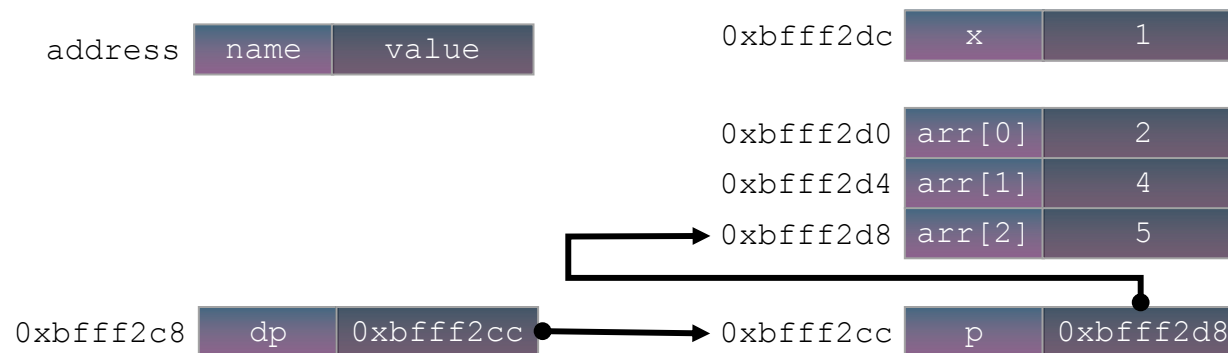 address name value
0xbfff2dc x 1
0xbfff2d0 arr[0] 2
0xbfff2d4 arr[1] 4
0xbfff2d8 arr[2] 5
0xbfff2c8 dp 0xbfff2cc
0xbfff2cc p 0xbfff2d8